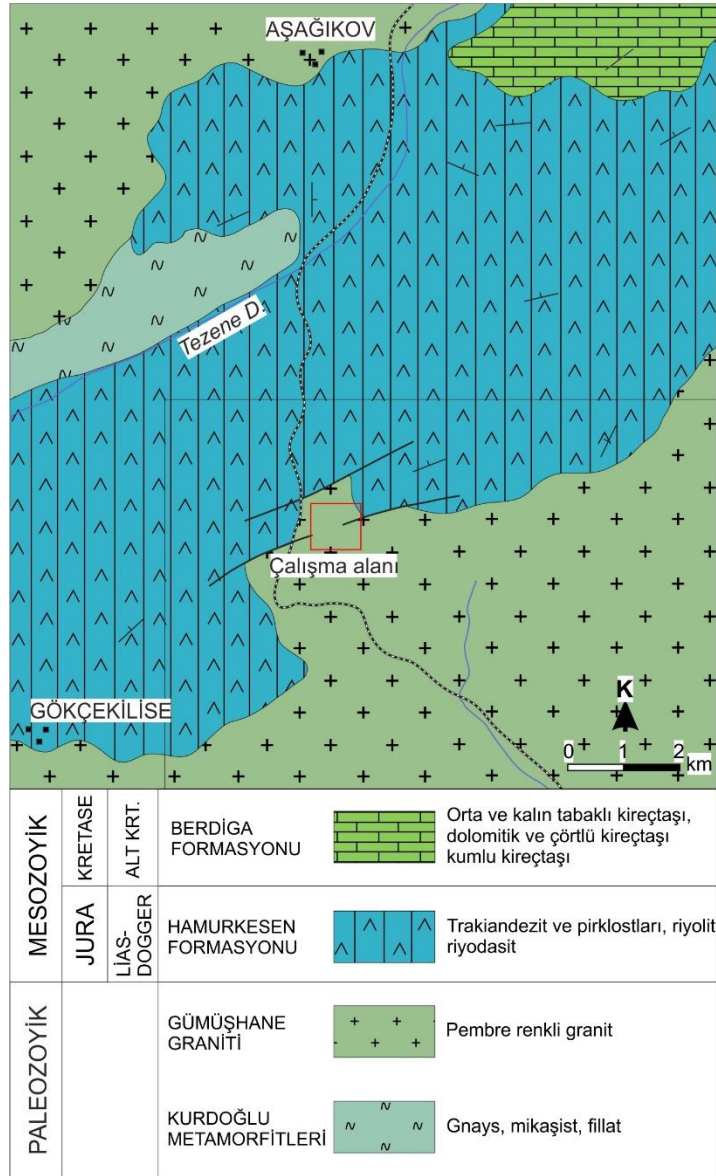 AŞAĞIKOV
Tezene D.
Çalışma alanı
GÖKÇEKİLİSE
K
0 1 2
km
MESOZOYİK
KRETASE
ALT KRT.
BERDİGA
FORMASYONU
Orta ve kalın tabaklı kireçtaşı,
dolomitik ve çörtlü kireçtaşı
kumlu kireçtaşı
JURA
LİAS-
DOGGER
HAMURKESEN
FORMASYONU
Trakiandezit ve pirklostları, riyolit
riyodasit
PALEOZOYİK
GÜMÜŞHANE
GRANİTİ
Pembre renkli granit
KURDOĞLU
METAMORFİTLERİ
Gnays, mikaşist, fillat